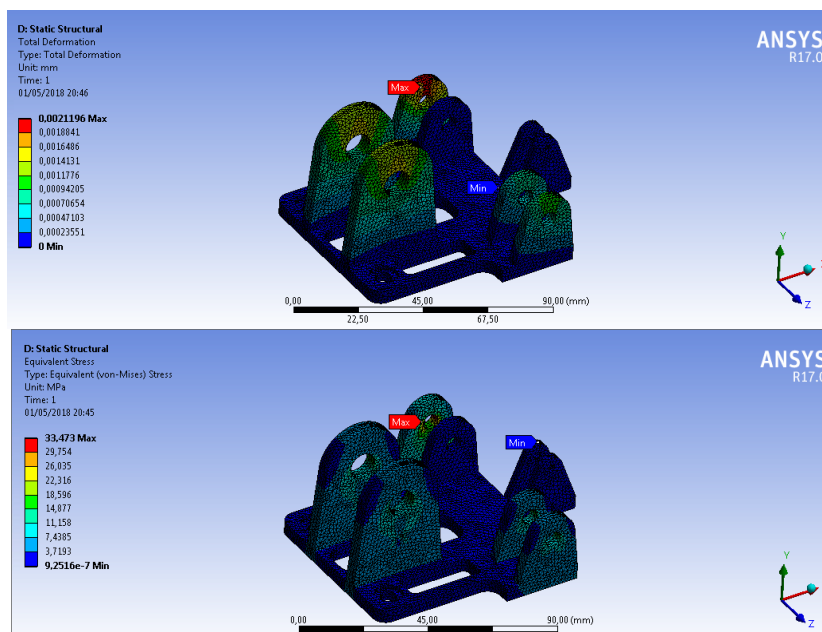 D: Static Structural
Total Deformation
Type: Total Deformation
Unit: mm
Time: 1
01/05/2018 20:46
ANSYS
R17.0
0,0021196 Max
0,0018841
0,0016486
0,0014131
0,0011776
0,00094205
0,00070654
0,00047103
0,00023551
0 Min
Max
Min
Y
Z
0,00 45,00 90,00 (mm)
22,50 67,50
D: Static Structural
Equivalent Stress
Type: Equivalent (von-Mises) Stress
Unit: MPa
Time: 1
01/05/2018 20:45
ANSYS
R17.0
33,473 Max
29,754
26,035
22,316
18,596
14,877
11,158
7,4385
3,7193
9,2516e-7 Min
Max
Min
Y
Z
0,00 45,00 90,00 (mm)